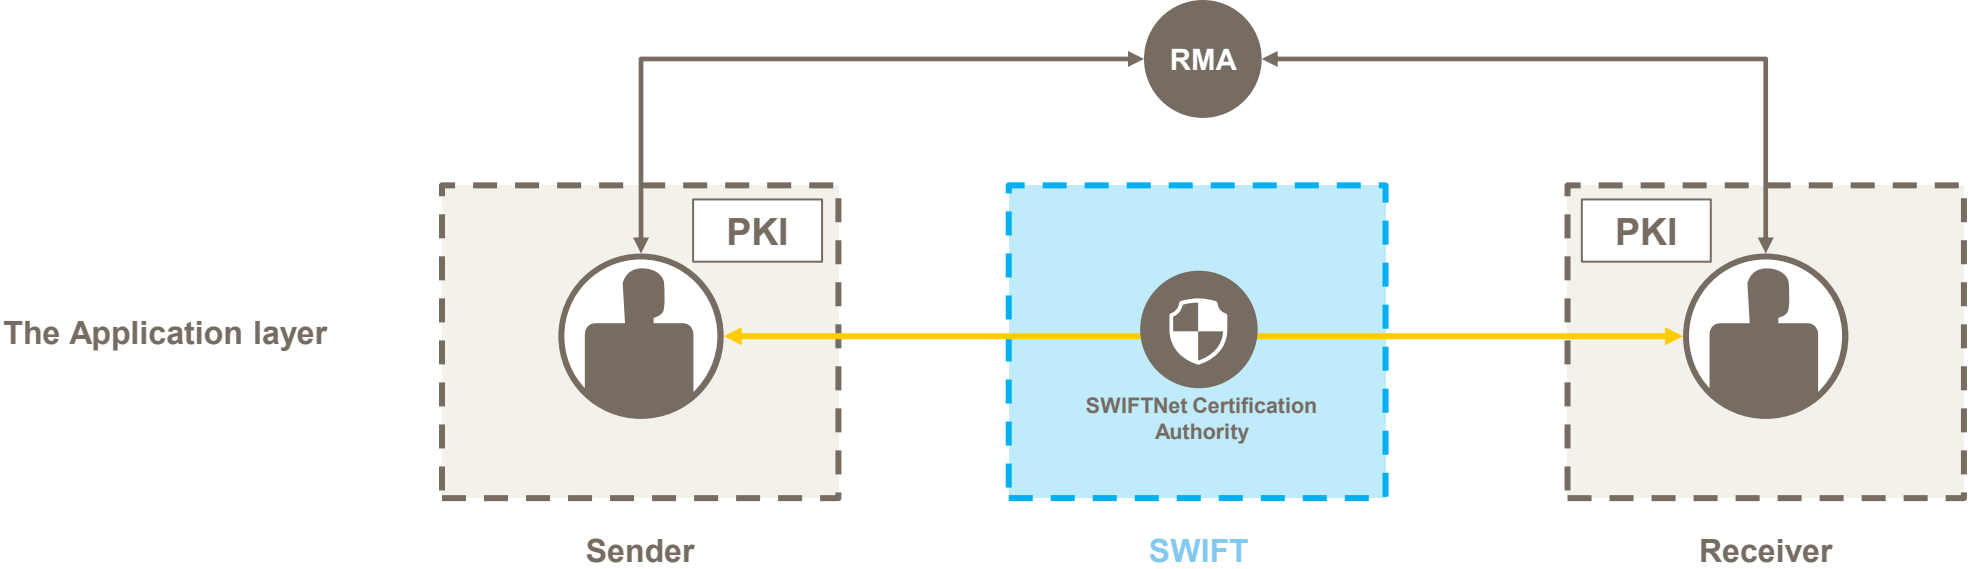 RMA
PKI
PKI
The Application layer
SWIFTNet Certification
Authority
Sender
SWIFT
Receiver